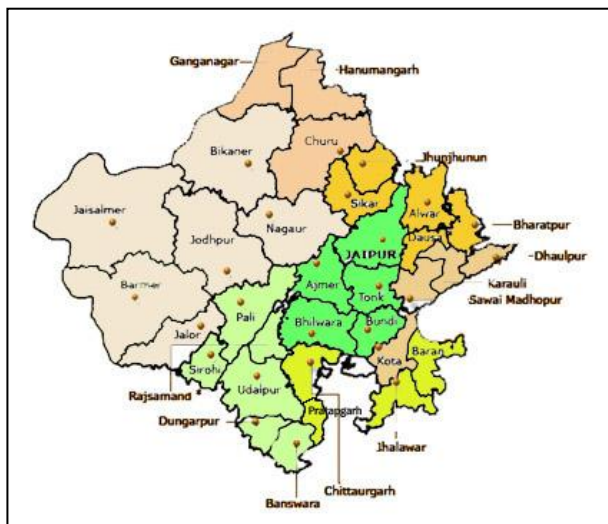 Ganganagar
Hanumangarh
Churu
Bikaner
Jhunjhunun
Sikar
Alwar
Jaisalmer
Nagaur
Bharatpur
Jodhpur
Dausa
JAIPUR
Dhaulpur
Ajmer
Karauli
Barmer
Tonk
Sawai Madhopur
Pali
Bhilwara
Bundi
Jalor
Baran
Kota
Sirohi
Udaipur
Rajsamand
Pratapgarh
Dungarpur
Jhalawar
Chittaurgarh
Banswara